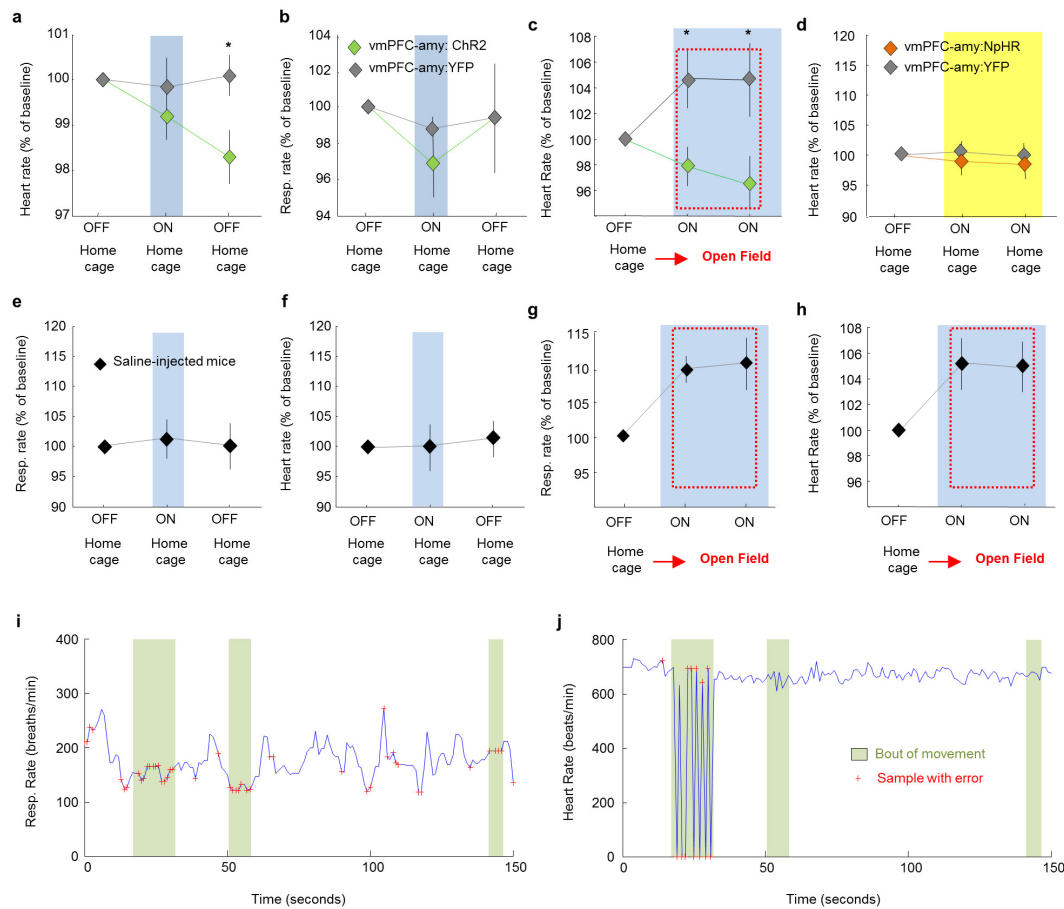 a
101
100
99
98
97
*
Heart rate (% of baseline)
OFF ON OFF
Home cage
Home cage
Home cage
b
104
102
100
98
96
94
vmPFC-amy: ChR2
vmPFC-amy:YFP
Resp. rate (% of baseline)
OFF ON OFF
Home cage
Home cage
Home cage
c
108
106
104
102
100
98
96
* *
Heart Rate (% of baseline)
OFF ON ON
Home cage
Open Field
d
120
115
110
105
100
95
90
vmPFC-amy:NpHR
vmPFC-amy:YFP
Heart rate (% of baseline)
OFF ON ON
Home cage
Home cage
Home cage
e
120
115
110
105
100
95
90
Saline-injected mice
Resp. rate (% of baseline)
OFF ON OFF
Home cage
Home cage
Home cage
f
120
115
110
105
100
95
90
Heart rate (% of baseline)
OFF ON OFF
Home cage
Home cage
Home cage
g
115
110
105
100
95
Resp. rate (% of baseline)
OFF ON ON
Home cage
Open Field
h
108
106
104
102
100
98
96
Heart Rate (% of baseline)
OFF ON ON
Home cage
Open Field
i
400
300
200
100
0
Resp. Rate (breaths/min)
0 50 100 150
Time (seconds)
j
800
600
400
200
0
Heart Rate (beats/min)
Bout of movement
+ Sample with error
0 50 100 150
Time (seconds)